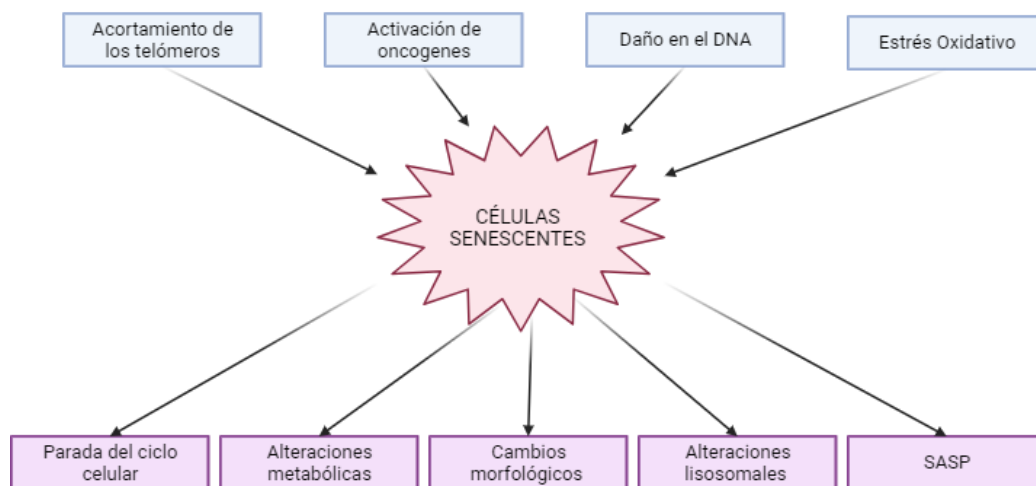 Acortamiento de
los telómeros
Activación de
oncogenes
Daño en el DNA
Estrés Oxidativo
CÉLULAS
SENESCENTES
Parada del ciclo
celular
Alteraciones
metabólicas
Cambios
morfológicos
Alteraciones
lisosomales
SASP